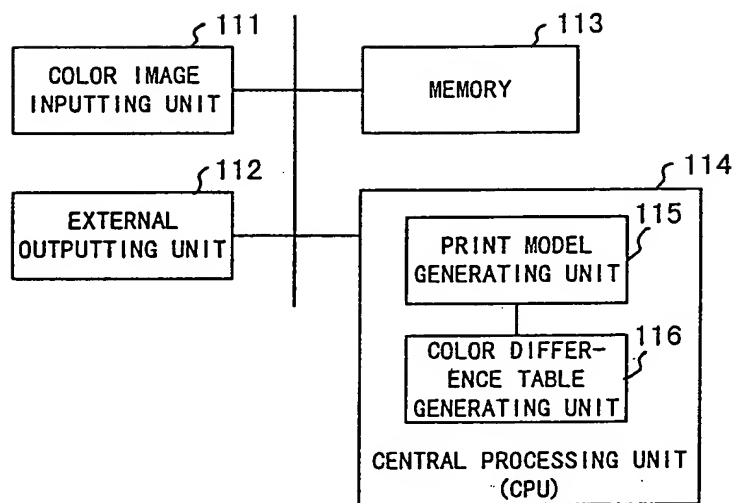 111
COLOR IMAGE
INPUTTING UNIT
113
MEMORY
112
EXTERNAL
OUTPUTTING UNIT
114
115
PRINT MODEL
GENERATING UNIT
116
COLOR DIFFER-
ENCE TABLE
GENERATING UNIT
CENTRAL PROCESSING UNIT
(CPU)